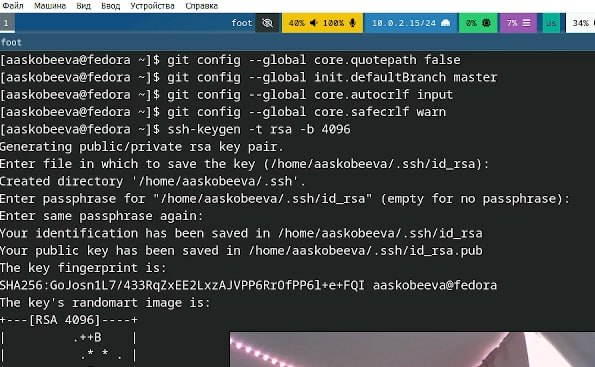 Файл Машина Вид Ввод Устройства Справка
1 foot 40% 100% 10.0.2.15/24 0% 7% us 34%
foot
[aaskobeeva@fedora ~]$ git config --global core.quotepath false
[aaskobeeva@fedora ~]$ git config --global init.defaultBranch master
[aaskobeeva@fedora ~]$ git config --global core.autocrlf input
[aaskobeeva@fedora ~]$ git config --global core.safecrlf warn
[aaskobeeva@fedora ~]$ ssh-keygen -t rsa -b 4096
Generating public/private rsa key pair.
Enter file in which to save the key (/home/aaskobeeva/.ssh/id_rsa):
Created directory '/home/aaskobeeva/.ssh'.
Enter passphrase for "/home/aaskobeeva/.ssh/id_rsa" (empty for no passphrase):
Enter same passphrase again:
Your identification has been saved in /home/aaskobeeva/.ssh/id_rsa
Your public key has been saved in /home/aaskobeeva/.ssh/id_rsa.pub
The key fingerprint is:
SHA256:GoJosn1L7/433RqZxEE2LxzAJVPP6RrOfPP6l+e+FQI aaskobeeva@fedora
The key's randomart image is:
+---[RSA 4096]----+
| .++B |
| .* * . |